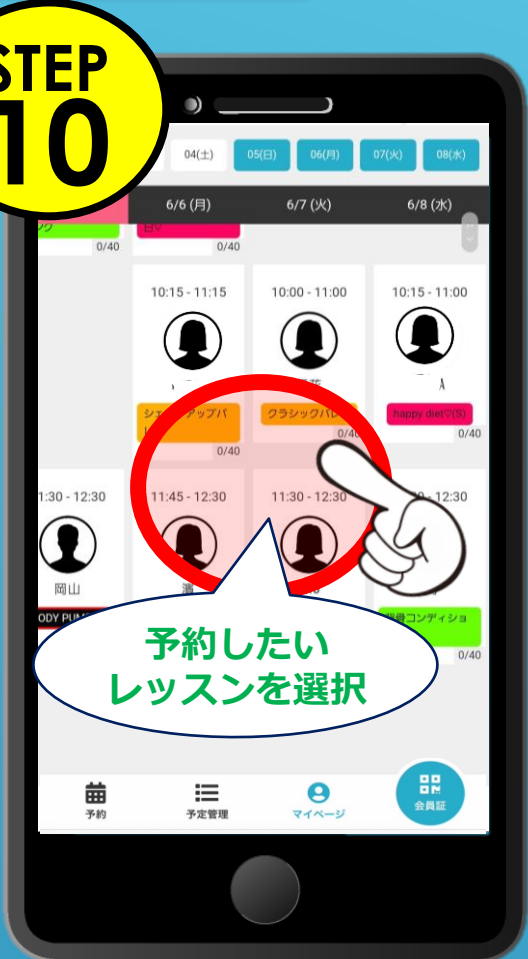 STEP
10
04(土) 05(日) 06(月) 07(火) 08(水)
6/6 (月) 6/7 (火) 6/8 (水)
0/40 0/40
10:15 - 11:15 10:00 - 11:00 10:15 - 11:00
クラシックバレ happy diet♡(S)
0/40 0/40 0/40
1:30 - 12:30 11:45 - 12:30 11:30 - 12:30 12:30
岡山
0/40
予約したい
レッスンを選択
予約 予定管理 マイページ 会員証